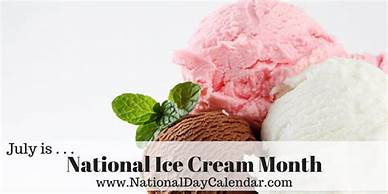 July is . . .
National Ice Cream Month
www.NationalDayCalendar.com